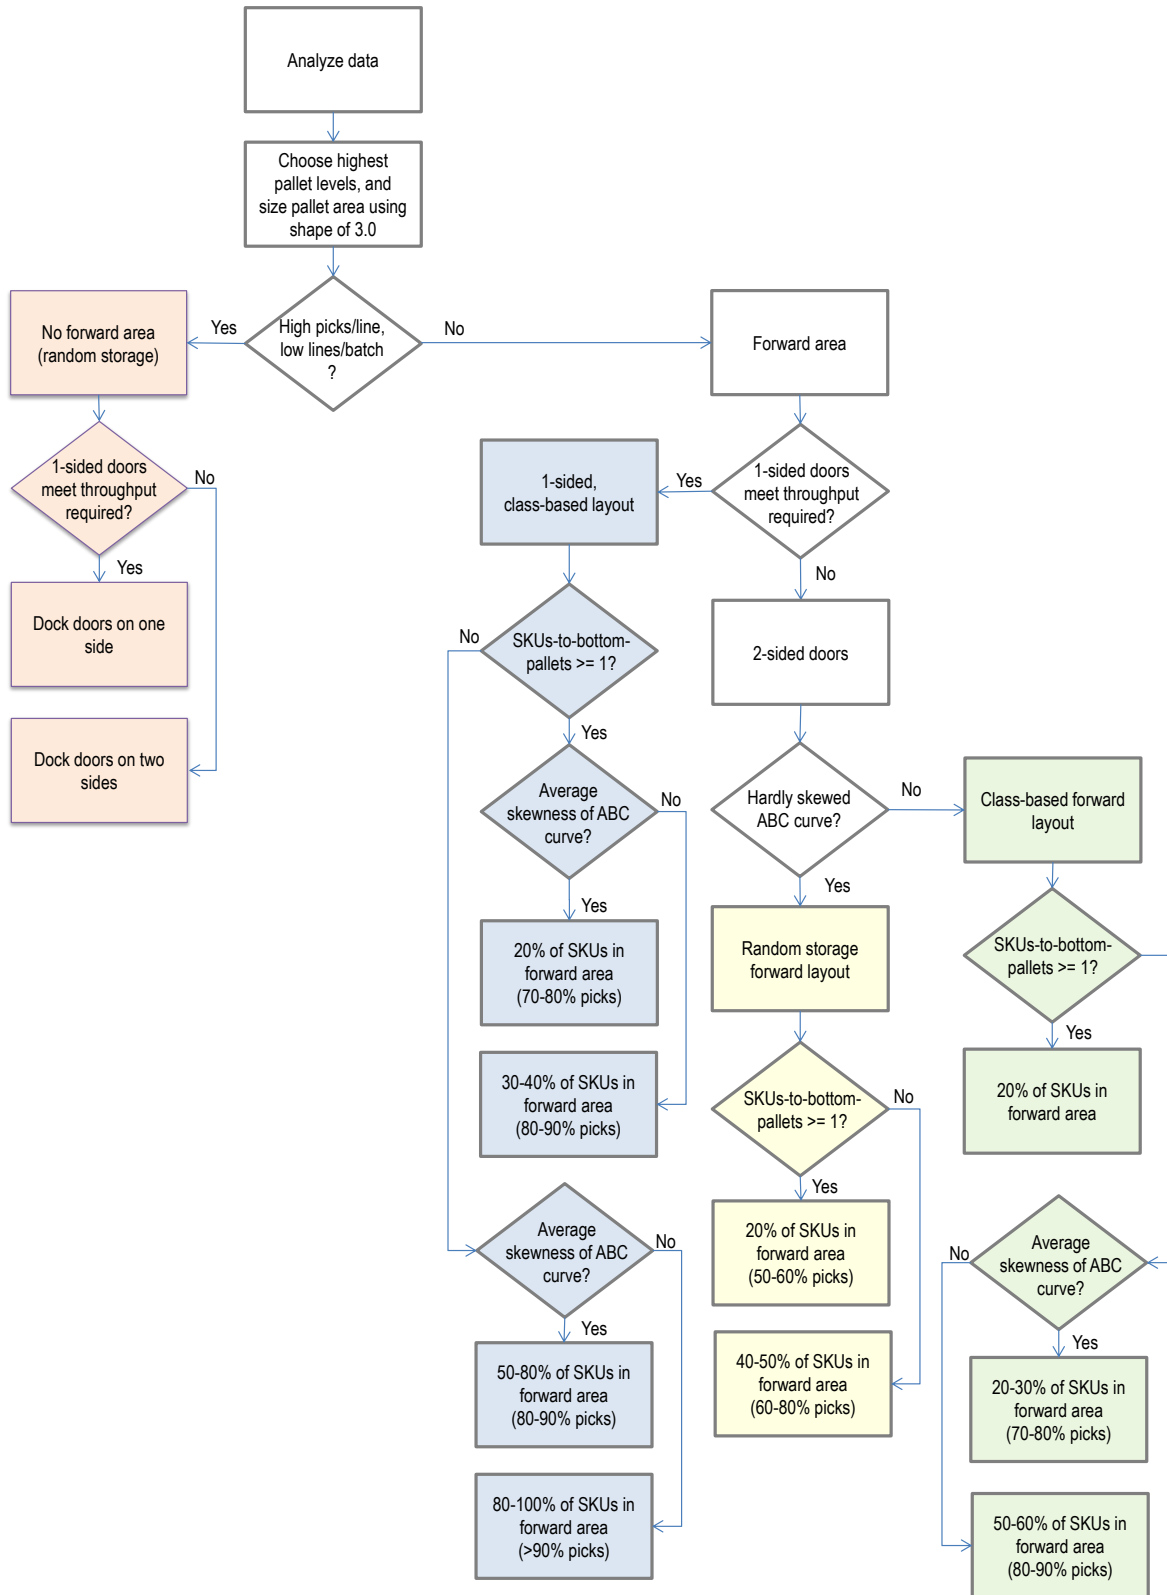 Analyze data
Choose highest
pallet levels, and
size pallet area using
shape of 3.0
High picks/line,
low lines/batch
?
Yes
No
No forward area
(random storage)
Forward area
1-sided doors
meet throughput
required?
No
Yes
Dock doors on one
side
Dock doors on two
sides
1-sided doors
meet throughput
required?
Yes
No
1-sided,
class-based layout
SKUs-to-bottom-
pallets >= 1?
No
Yes
Average
skewness of ABC
curve?
No
Yes
20% of SKUs in
forward area
(70-80% picks)
30-40% of SKUs in
forward area
(80-90% picks)
Average
skewness of ABC
curve?
No
Yes
50-80% of SKUs in
forward area
(80-90% picks)
80-100% of SKUs in
forward area
(>90% picks)
2-sided doors
Hardly skewed
ABC curve?
No
Yes
Random storage
forward layout
SKUs-to-bottom-
pallets >= 1?
No
Yes
20% of SKUs in
forward area
(50-60% picks)
40-50% of SKUs in
forward area
(60-80% picks)
Class-based forward
layout
SKUs-to-bottom-
pallets >= 1?
Yes
20% of SKUs in
forward area
Average
skewness of ABC
curve?
No
Yes
20-30% of SKUs in
forward area
(70-80% picks)
50-60% of SKUs in
forward area
(80-90% picks)